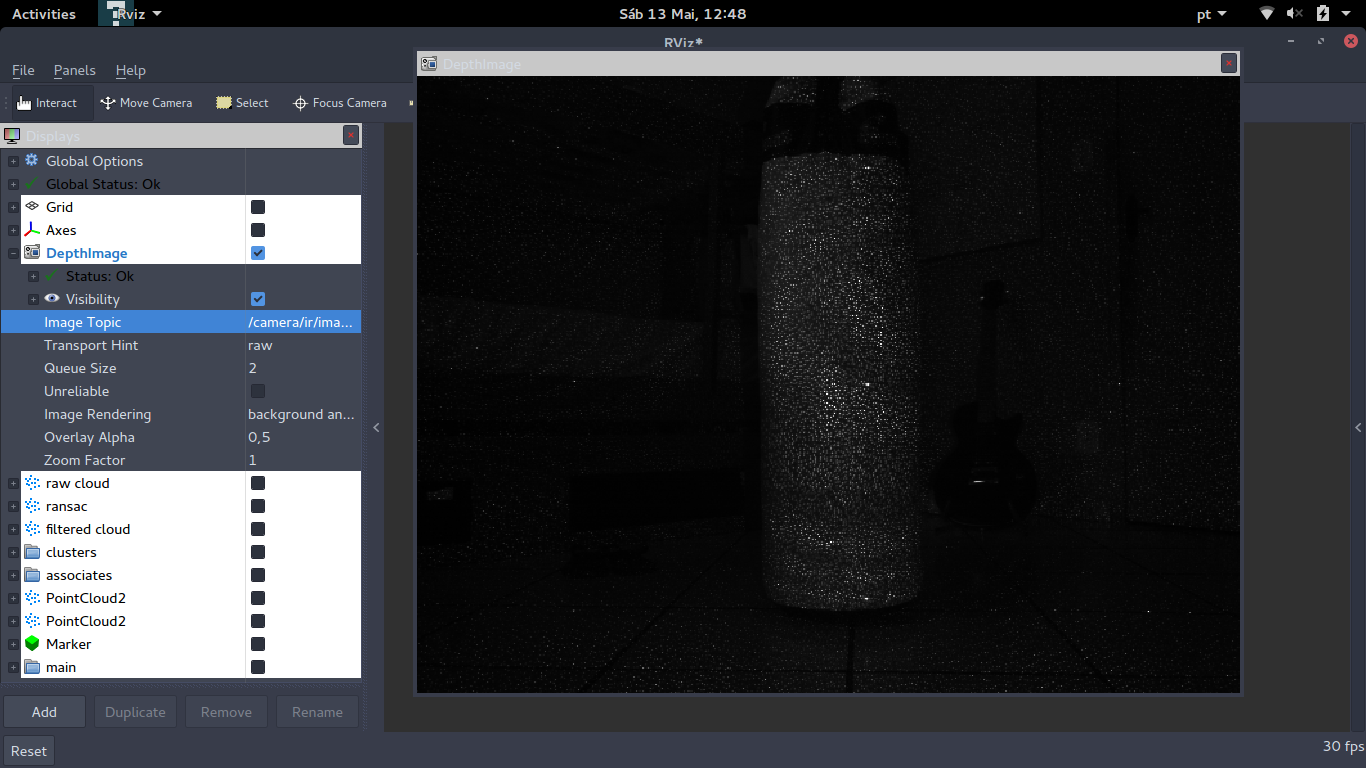 Activities Rviz Sáb 13 Mai, 12:48 pt
RViz*
File Panels Help
Interact Move Camera Select Focus Camera
DepthImage
Displays
Global Options
Global Status: Ok
Grid
Axes
DepthImage
Status: Ok
Visibility
Image Topic /camera/ir/ima...
Transport Hint raw
Queue Size 2
Unreliable
Image Rendering background an...
Overlay Alpha 0,5
Zoom Factor 1
raw cloud
ransac
filtered cloud
clusters
associates
PointCloud2
PointCloud2
Marker
main
Add Duplicate Remove Rename
Reset 30 fps